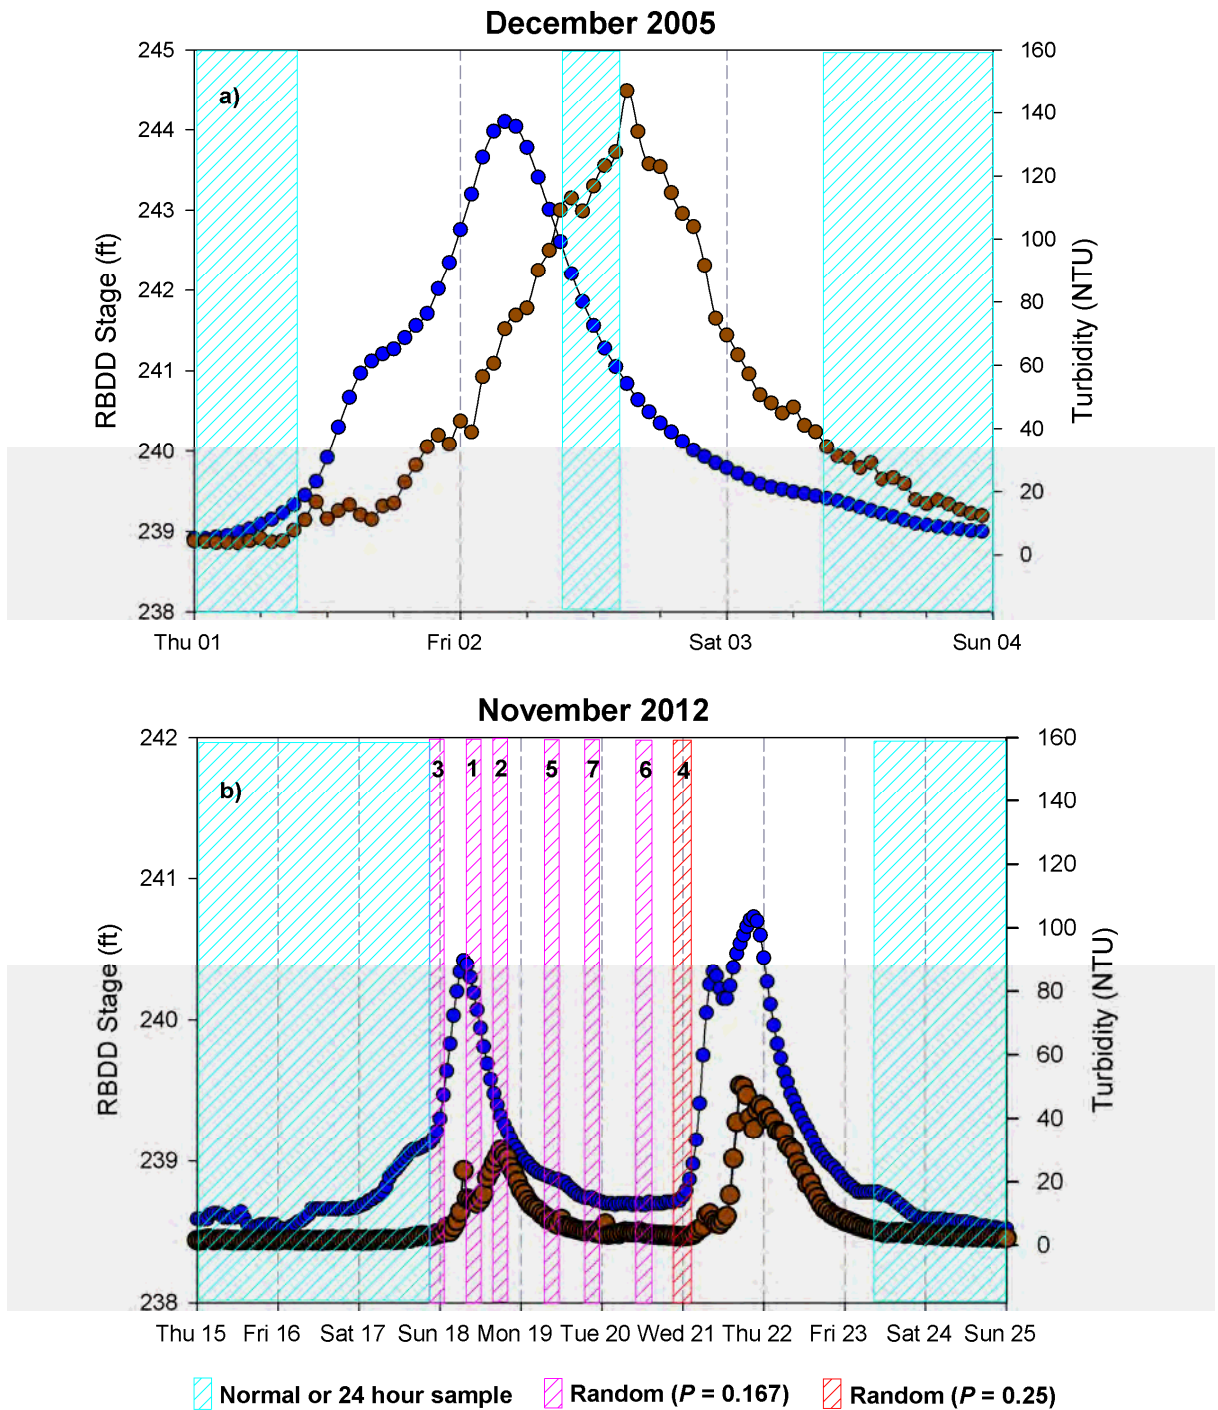 December 2005
245
244
243
242
241
240
239
238
RBDD Stage (ft)
a)
160
140
120
100
80
60
40
20
0
Turbidity (NTU)
Thu 01 Fri 02 Sat 03 Sun 04
November 2012
242
241
240
239
238
RBDD Stage (ft)
b)
3 1 2 5 7 6 4
160
140
120
100
80
60
40
20
0
Turbidity (NTU)
Thu 15 Fri 16 Sat 17 Sun 18 Mon 19 Tue 20 Wed 21 Thu 22 Fri 23 Sat 24 Sun 25
Normal or 24 hour sample Random (P = 0.167) Random (P = 0.25)